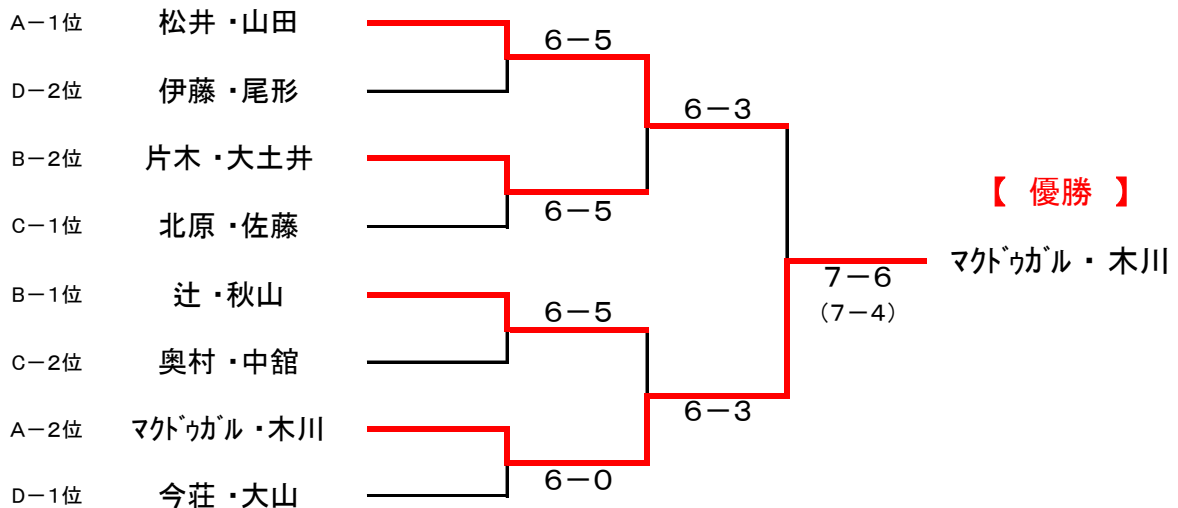 A－1位 松井・山田
6－5
D－2位 伊藤・尾形
6－3
B－2位 片木・大土井
6－5
C－1位 北原・佐藤
【 優勝 】
ﾏｸﾄﾞｩｶﾞﾙ・木川
7－6
(7－4)
B－1位 辻・秋山
6－5
C－2位 奥村・中舘
6－3
A－2位 ﾏｸﾄﾞｩｶﾞﾙ・木川
6－0
D－1位 今荘・大山